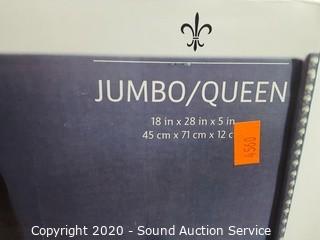 JUMBO/QUEEN
18 in x 28 in x 5 in
45 cm x 71 cm x 12 c
4560
Copyright 2020 - Sound Auction Service